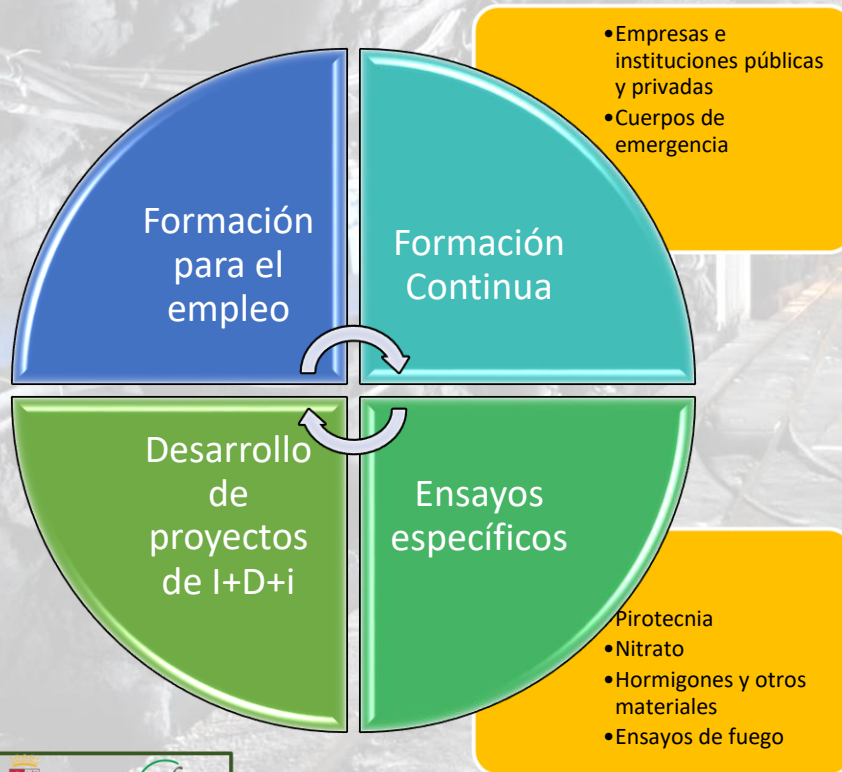 •Empresas e
instituciones públicas
y privadas
•Cuerpos de
emergencia
Formación
para el
empleo
Formación
Continua
Desarrollo
de
proyectos
de I+D+i
Ensayos
específicos
Pirotecnia
•Nitrato
•Hormigones y otros
materiales
•Ensayos de fuego